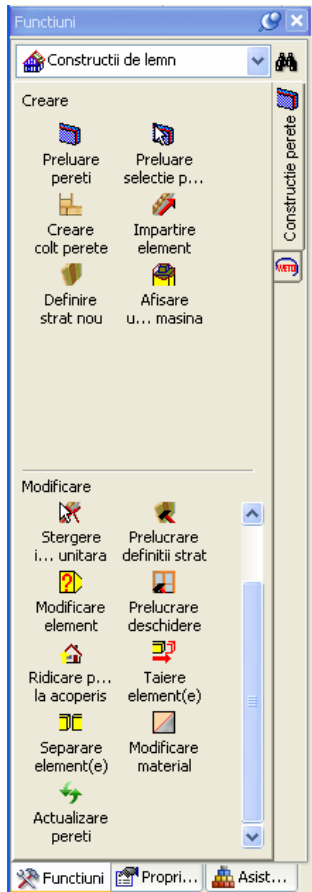 Functiuni
Constructii de lemn
Creare
Preluare pereti
Preluare selectie p...
Creare colt perete
Impartire element
Definire strat nou
Afisare u... masina
Constructie perete
WETO
Modificare
Stergere i... unitara
Prelucrare definitii strat
Modificare element
Prelucrare deschidere
Ridicare p... la acoperis
Taiere element(e)
Separare element(e)
Modificare material
Actualizare pereti
Functiuni
Propri...
Asist...